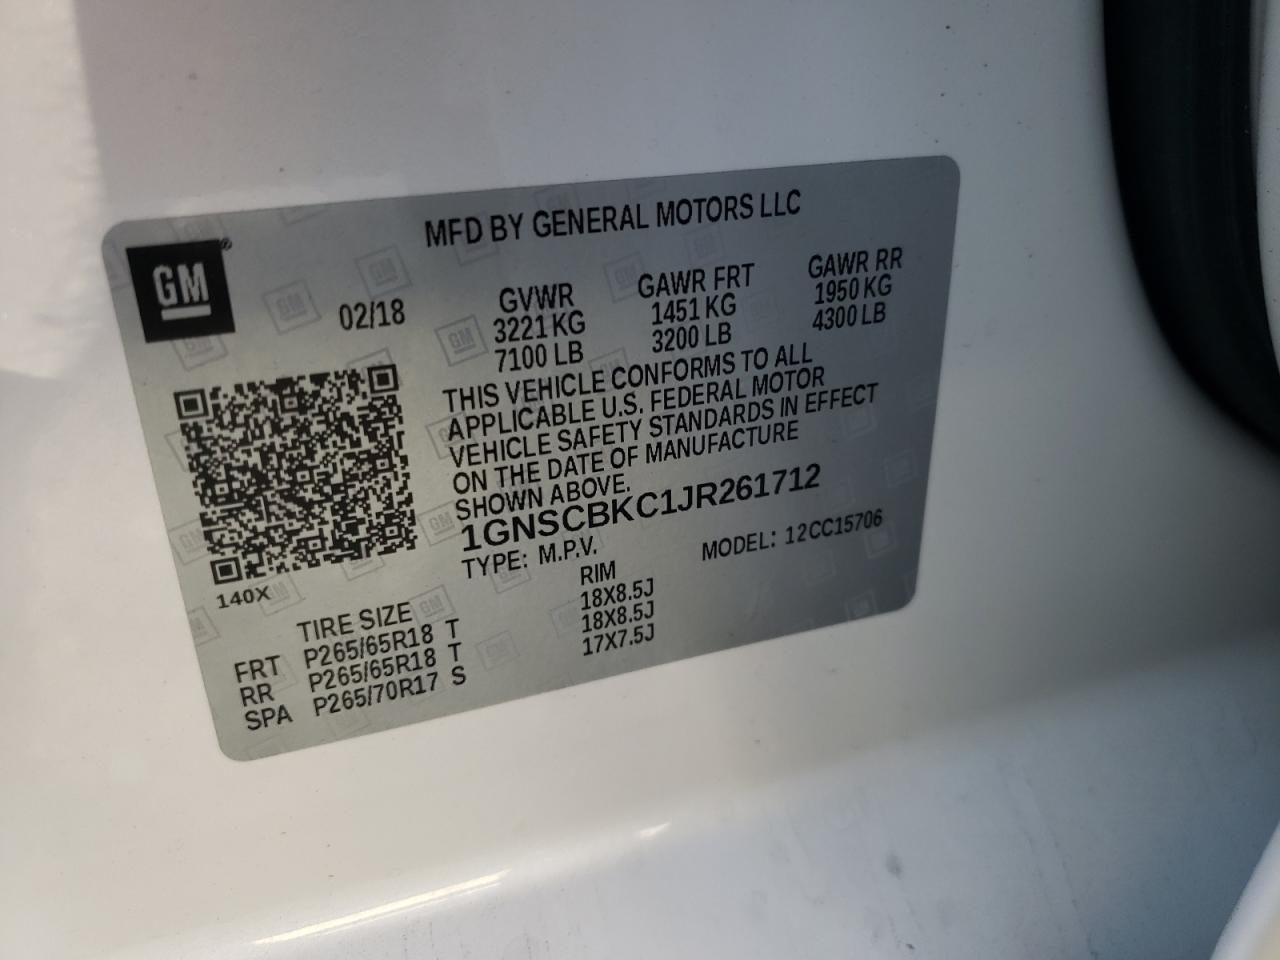 MFD BY GENERAL MOTORS LLC
GM®
02/18
GVWR
3221 KG
7100 LB
GAWR FRT
1451 KG
3200 LB
GAWR RR
1950 KG
4300 LB
THIS VEHICLE CONFORMS TO ALL
APPLICABLE U.S. FEDERAL MOTOR
VEHICLE SAFETY STANDARDS IN EFFECT
ON THE DATE OF MANUFACTURE
SHOWN ABOVE.
1GNSCBKC1JR261712
TYPE: M.P.V.
MODEL: 12CC15706
140X
TIRE SIZE RIM
FRT P265/65R18 T 18X8.5J
RR P265/65R18 T 18X8.5J
SPA P265/70R17 S 17X7.5J